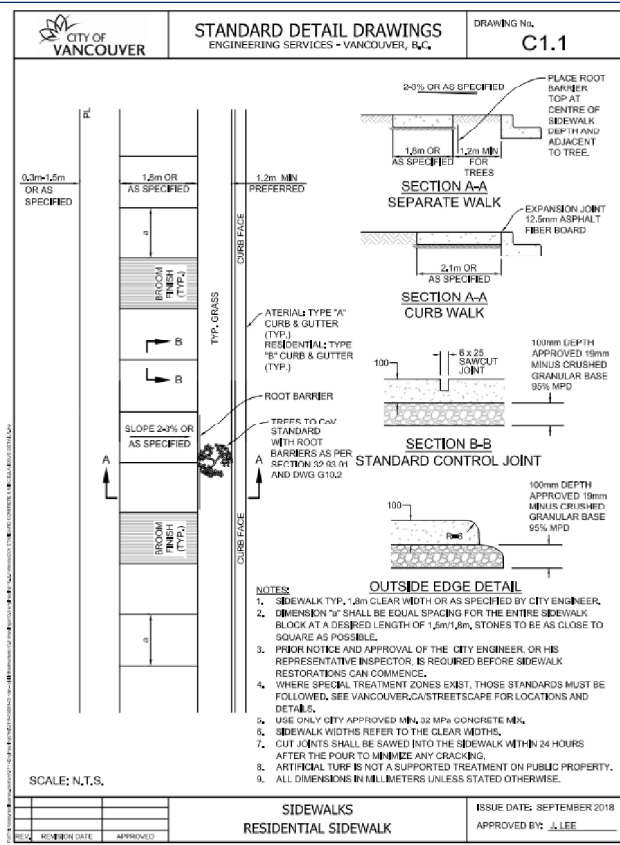 CITY OF
VANCOUVER
STANDARD DETAIL DRAWINGS
ENGINEERING SERVICES - VANCOUVER, B.C.
DRAWING No.
C1.1
PL
0.3m-1.5m
OR AS
SPECIFIED
1.8m OR
AS SPECIFIED
1.2m MIN
PREFERRED
a
BROOM
FINISH
(TYP.)
B
B
SLOPE 2-3% OR
AS SPECIFIED
A
A
BROOM
FINISH
(TYP.)
a
TYP. GRASS
CURB FACE
CURB FACE
ATERIAL: TYPE "A"
CURB & GUTTER
(TYP.)
RESIDENTIAL: TYPE
"B" CURB & GUTTER
(TYP.)
ROOT BARRIER
TREES TO CoV
STANDARD
WITH ROOT
BARRIERS AS PER
SECTION 32 93 01
AND DWG G10.2
2-3% OR AS SPECIFIED
PLACE ROOT
BARRIER
TOP AT
CENTRE OF
SIDEWALK
DEPTH AND
ADJACENT
TO TREE.
1.8m OR
AS SPECIFIED
1.2m MIN
FOR
TREES
SECTION A-A
SEPARATE WALK
EXPANSION JOINT
12.5mm ASPHALT
FIBER BOARD
2.1m OR
AS SPECIFIED
SECTION A-A
CURB WALK
100
6 x 25
SAWCUT
JOINT
100mm DEPTH
APPROVED 19mm
MINUS CRUSHED
GRANULAR BASE
95% MPD
SECTION B-B
STANDARD CONTROL JOINT
100
100mm DEPTH
APPROVED 19mm
MINUS CRUSHED
GRANULAR BASE
95% MPD
OUTSIDE EDGE DETAIL
NOTES:
1. SIDEWALK TYP. 1.8m CLEAR WIDTH OR AS SPECIFIED BY CITY ENGINEER.
2. DIMENSION "a" SHALL BE EQUAL SPACING FOR THE ENTIRE SIDEWALK
BLOCK AT A DESIRED LENGTH OF 1.5m/1.8m. STONES TO BE AS CLOSE TO
SQUARE AS POSSIBLE.
3. PRIOR NOTICE AND APPROVAL OF THE CITY ENGINEER, OR HIS
REPRESENTATIVE INSPECTOR, IS REQUIRED BEFORE SIDEWALK
RESTORATIONS CAN COMMENCE.
4. WHERE SPECIAL TREATMENT ZONES EXIST, THOSE STANDARDS MUST BE
FOLLOWED. SEE VANCOUVER.CA/STREETSCAPE FOR LOCATIONS AND
DETAILS.
5. USE ONLY CITY APPROVED MIN. 32 MPa CONCRETE MIX.
6. SIDEWALK WIDTHS REFER TO THE CLEAR WIDTHS.
7. CUT JOINTS SHALL BE SAWED INTO THE SIDEWALK WITHIN 24 HOURS
AFTER THE POUR TO MINIMIZE ANY CRACKING.
8. ARTIFICIAL TURF IS NOT A SUPPORTED TREATMENT ON PUBLIC PROPERTY.
9. ALL DIMENSIONS IN MILLIMETERS UNLESS STATED OTHERWISE.
SCALE: N.T.S.
REV. REVISION DATE APPROVED
SIDEWALKS
RESIDENTIAL SIDEWALK
ISSUE DATE: SEPTEMBER 2018
APPROVED BY: J. LEE